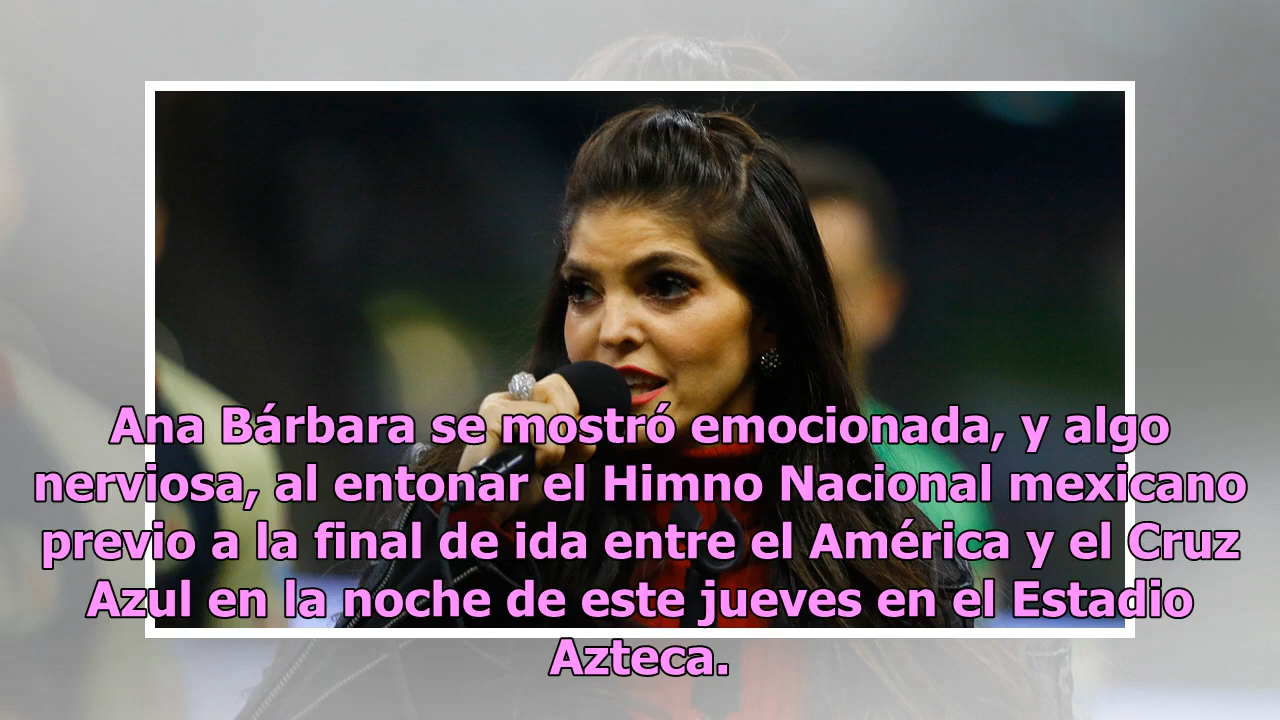 Ana Bárbara se mostró emocionada, y algo
nerviosa, al entonar el Himno Nacional mexicano
previo a la final de ida entre el América y el Cruz
Azul en la noche de este jueves en el Estadio
Azteca.